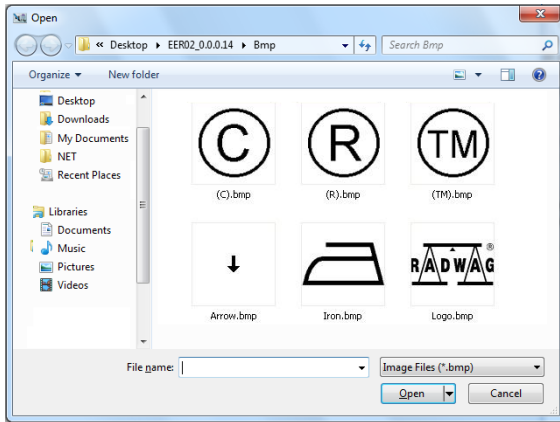 Open
« Desktop ▸ EER02_0.0.0.14 ▸ Bmp
Search Bmp
Organize
New folder
Desktop
Downloads
My Documents
NET
Recent Places
Libraries
Documents
Music
Pictures
Videos
C
R
TM
(C).bmp
(R).bmp
(TM).bmp
RADWAG®
Arrow.bmp
Iron.bmp
Logo.bmp
File name:
Image Files (*.bmp)
Open
Cancel